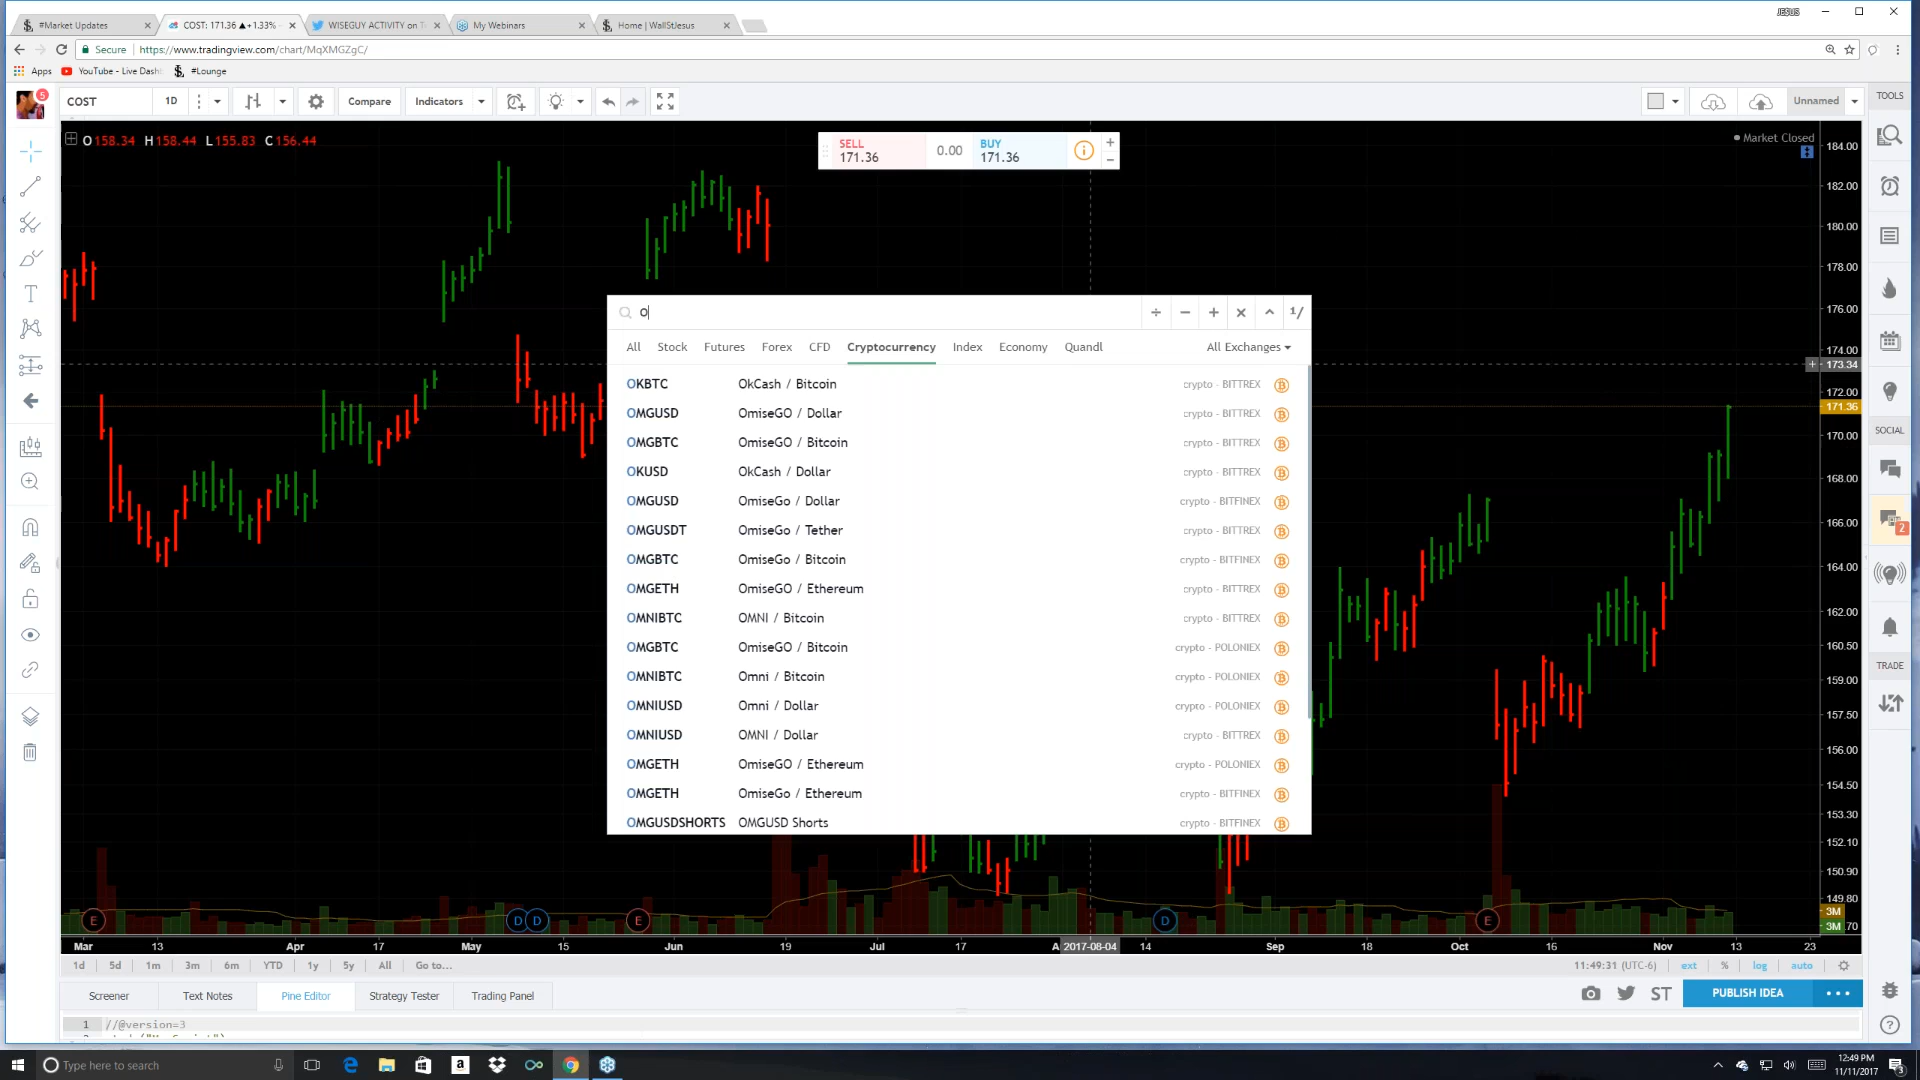 JESUS
#Market Updates
COST: 171.36 ▲+1.33%
WISEGUY ACTIVITY on T
My Webinars
Home | WallStJesus
Secure https://www.tradingview.com/chart/MqXMGZgC/
Apps YouTube - Live Dash #Lounge
5
COST 1D Compare Indicators Unnamed
TOOLS
O158.34 H158.44 L155.83 C156.44
SELL
171.36
0.00
BUY
171.36
Market Closed
184.00
182.00
180.00
178.00
176.00
174.00
173.34
172.00
171.36
170.00
168.00
166.00
164.00
162.00
160.50
159.00
157.50
156.00
154.50
153.30
152.10
150.90
149.80
3M
3M .70
O
÷ − + × ^ 1/
All Stock Futures Forex CFD Cryptocurrency Index Economy Quandl All Exchanges
OKBTC OkCash / Bitcoin crypto - BITTREX
OMGUSD OmiseGO / Dollar crypto - BITTREX
OMGBTC OmiseGO / Bitcoin crypto - BITTREX
OKUSD OkCash / Dollar crypto - BITTREX
OMGUSD OmiseGo / Dollar crypto - BITFINEX
OMGUSDT OmiseGo / Tether crypto - BITTREX
OMGBTC OmiseGo / Bitcoin crypto - BITFINEX
OMGETH OmiseGO / Ethereum crypto - BITTREX
OMNIBTC OMNI / Bitcoin crypto - BITTREX
OMGBTC OmiseGO / Bitcoin crypto - POLONIEX
OMNIBTC Omni / Bitcoin crypto - POLONIEX
OMNIUSD Omni / Dollar crypto - POLONIEX
OMNIUSD OMNI / Dollar crypto - BITTREX
OMGETH OmiseGO / Ethereum crypto - POLONIEX
OMGETH OmiseGo / Ethereum crypto - BITFINEX
OMGUSDSHORTS OMGUSD Shorts crypto - BITFINEX
SOCIAL
2
TRADE
E D D E D E
Mar 13 Apr 17 May 15 Jun 19 Jul 17 A 2017-08-04 14 Sep 18 Oct 16 Nov 13 23
1d 5d 1m 3m 6m YTD 1y 5y All Go to... 11:49:31 (UTC-6) ext % log auto
Screener Text Notes Pine Editor Strategy Tester Trading Panel ST PUBLISH IDEA
1 //@version=3
Type here to search
12:49 PM
11/11/2017
3